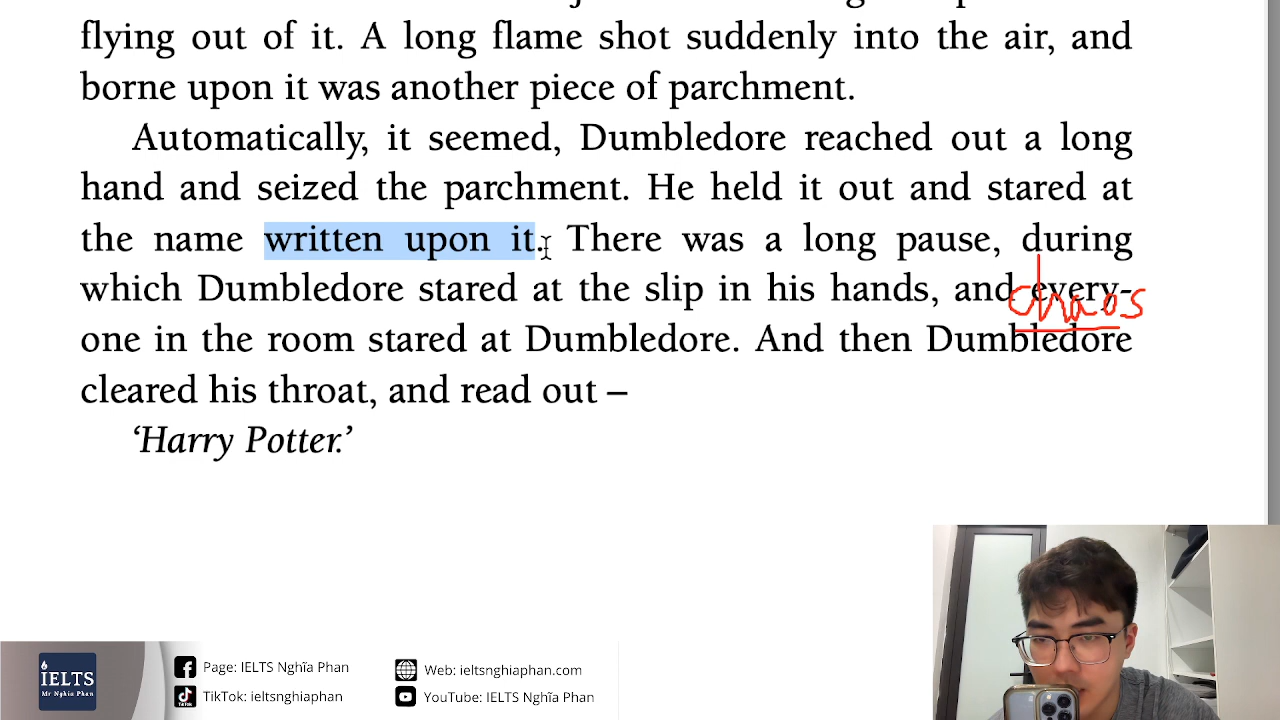 flying out of it. A long flame shot suddenly into the air, and
borne upon it was another piece of parchment.
Automatically, it seemed, Dumbledore reached out a long
hand and seized the parchment. He held it out and stared at
the name written upon it. There was a long pause, during
which Dumbledore stared at the slip in his hands, and every-
chaos
one in the room stared at Dumbledore. And then Dumbledore
cleared his throat, and read out –
‘Harry Potter.’
IELTS
Mr Nghia Phan
Page: IELTS Nghĩa Phan
TikTok: ieltsnghiaphan
Web: ieltsnghiaphan.com
YouTube: IELTS Nghĩa Phan